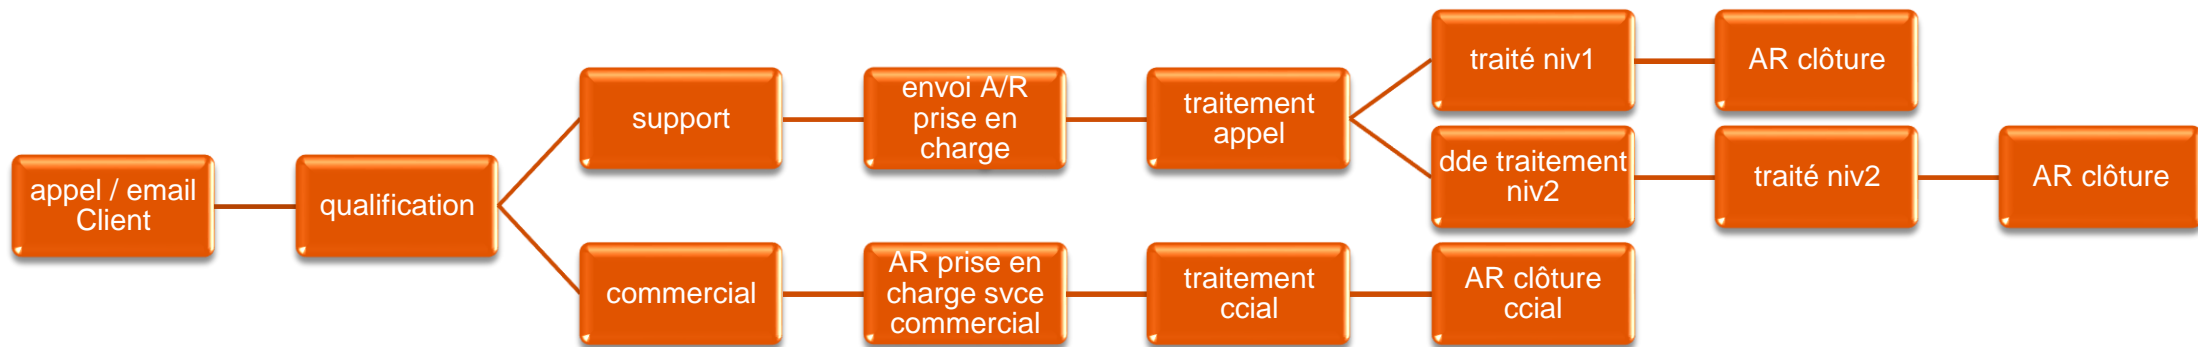 appel / email
Client
qualification
support
envoi A/R
prise en
charge
traitement
appel
traité niv1
AR clôture
dde traitement
niv2
traité niv2
AR clôture
commercial
AR prise en
charge svce
commercial
traitement
ccial
AR clôture
ccial